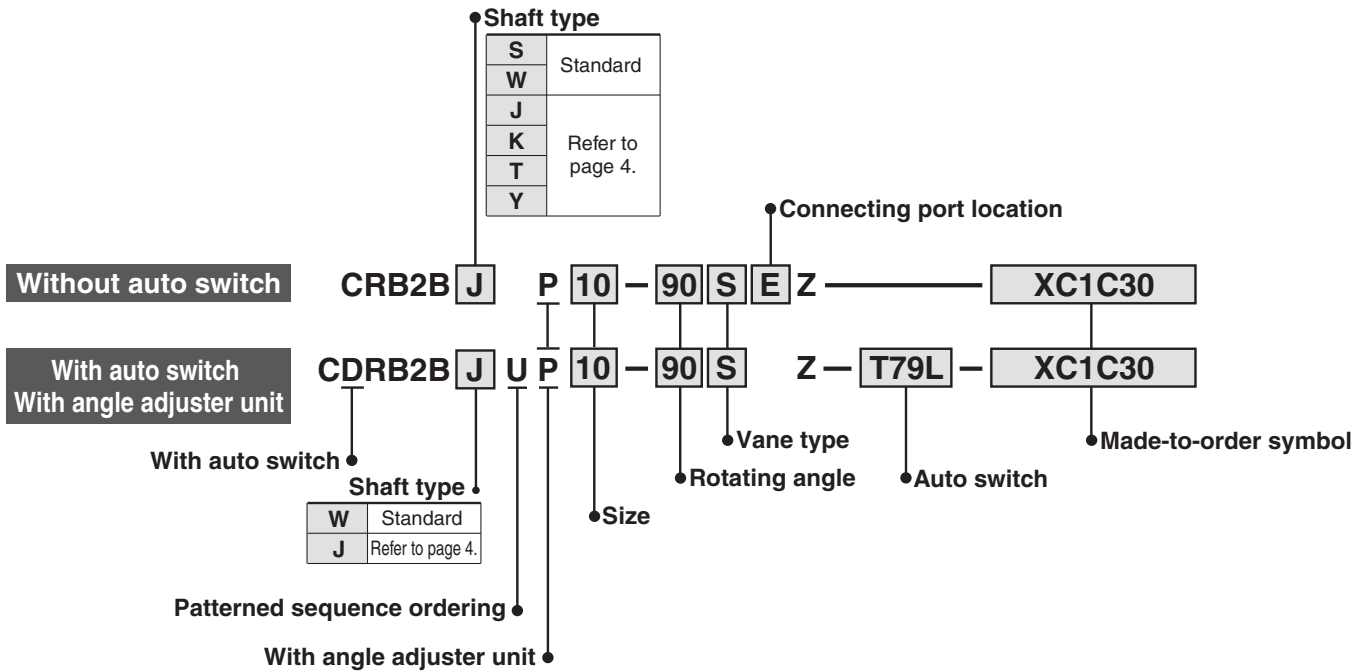 Shaft type
S Standard
W
J Refer to page 4.
K
T
Y
Connecting port location
Without auto switch CRB2B J P 10 — 90 S E Z — XC1C30
With auto switch
With angle adjuster unit
CDRB2B J U P 10 — 90 S Z — T79L — XC1C30
With auto switch
Shaft type
W Standard
J Refer to page 4.
Vane type
Rotating angle
Size
Auto switch
Made-to-order symbol
Patterned sequence ordering
With angle adjuster unit